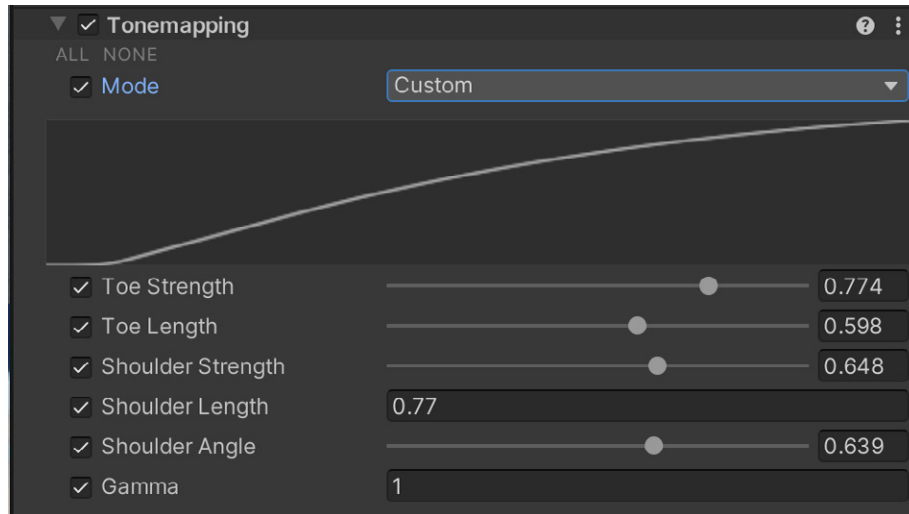 Tonemapping
ALL NONE
Mode Custom
Toe Strength 0.774
Toe Length 0.598
Shoulder Strength 0.648
Shoulder Length 0.77
Shoulder Angle 0.639
Gamma 1